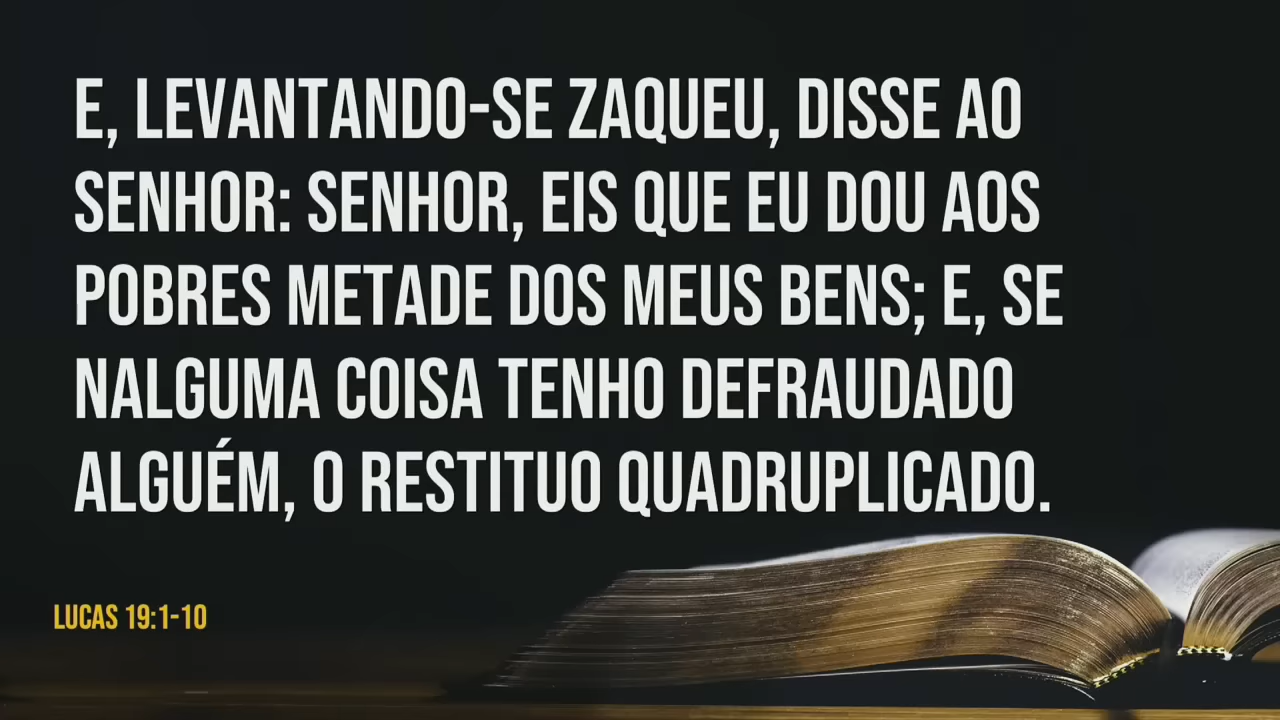 E, LEVANTANDO-SE ZAQUEU, DISSE AO
SENHOR: SENHOR, EIS QUE EU DOU AOS
POBRES METADE DOS MEUS BENS; E, SE
NALGUMA COISA TENHO DEFRAUDADO
ALGUÉM, O RESTITUO QUADRUPLICADO.
LUCAS 19:1-10